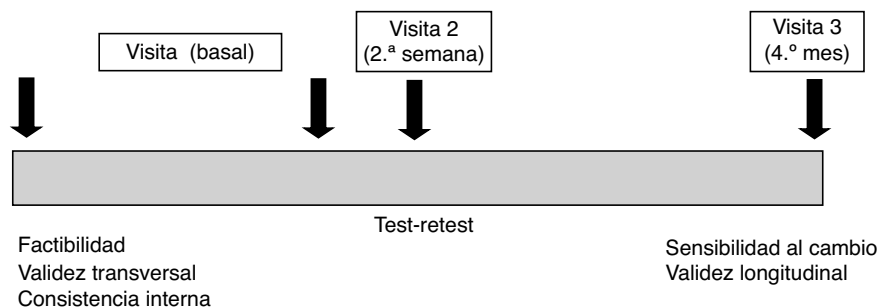 Visita (basal)
Visita 2
(2.ª semana)
Visita 3
(4.º mes)
Test-retest
Factibilidad
Validez transversal
Consistencia interna
Sensibilidad al cambio
Validez longitudinal